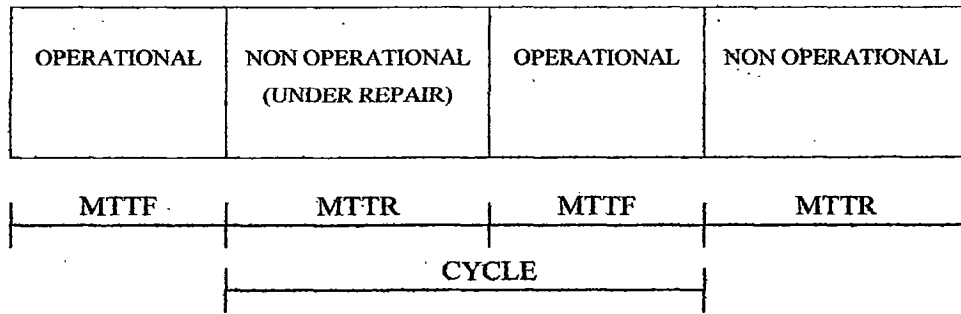 OPERATIONAL NON OPERATIONAL OPERATIONAL NON OPERATIONAL
(UNDER REPAIR)
MTTF MTTR MTTF MTTR
CYCLE